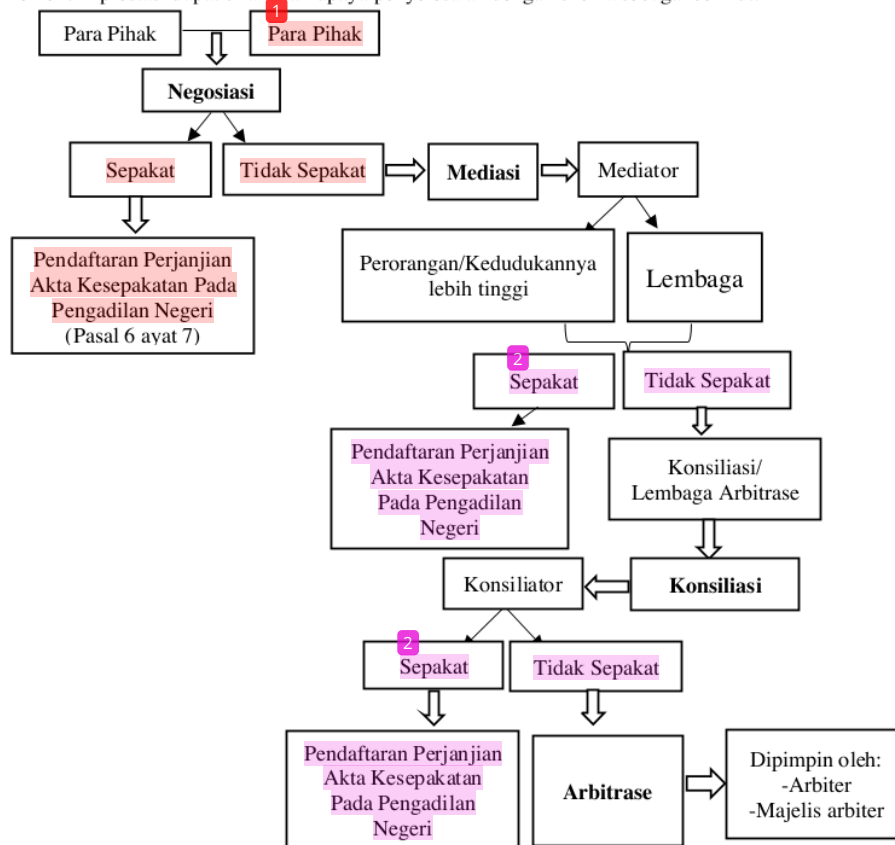 1
Para Pihak
Para Pihak
Negosiasi
Sepakat
Tidak Sepakat
Mediasi
Mediator
Pendaftaran Perjanjian
Akta Kesepakatan Pada
Pengadilan Negeri
(Pasal 6 ayat 7)
Perorangan/Kedudukannya
lebih tinggi
Lembaga
2
Sepakat
Tidak Sepakat
Pendaftaran Perjanjian
Akta Kesepakatan
Pada Pengadilan
Negeri
Konsiliasi/
Lembaga Arbitrase
Konsiliator
Konsiliasi
2
Sepakat
Tidak Sepakat
Pendaftaran Perjanjian
Akta Kesepakatan
Pada Pengadilan
Negeri
Arbitrase
Dipimpin oleh:
-Arbiter
-Majelis arbiter